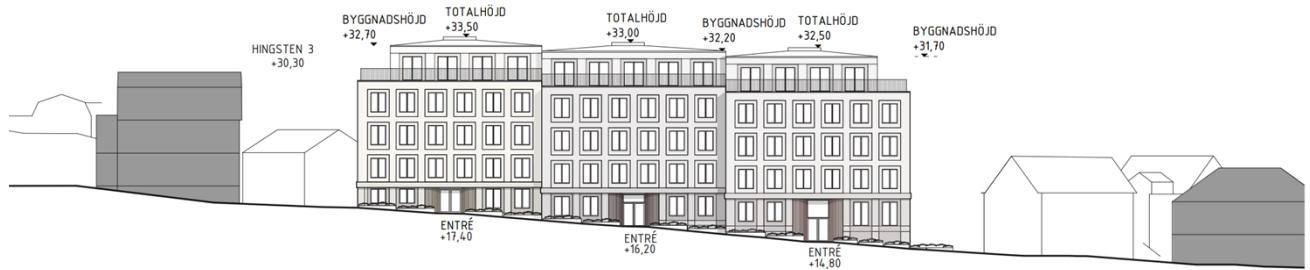 HINGSTEN 3
+30,30
BYGGNADSHÖJD
+32,70
TOTALHÖJD
+33,50
TOTALHÖJD
+33,00
BYGGNADSHÖJD
+32,20
TOTALHÖJD
+32,50
BYGGNADSHÖJD
+31,70
ENTRÉ
+17,40
ENTRÉ
+16,20
ENTRÉ
+14,80